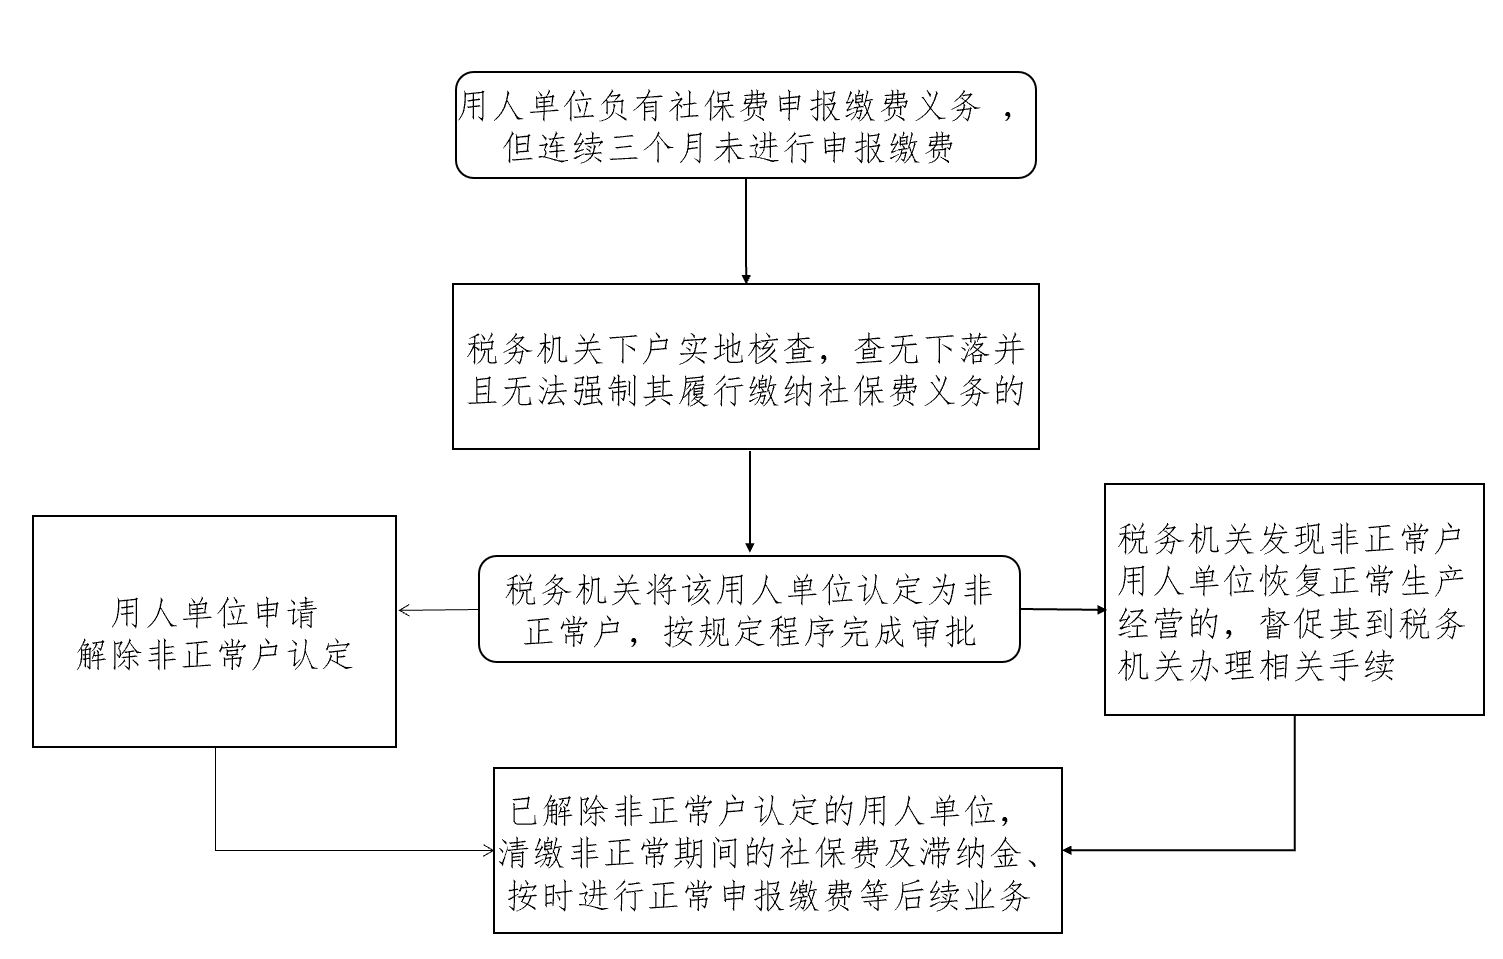 用人单位负有社保费申报缴费义务 ，
但连续三个月未进行申报缴费
税务机关下户实地核查，查无下落并
且无法强制其履行缴纳社保费义务的
税务机关将该用人单位认定为非
正常户，按规定程序完成审批
用人单位申请
解除非正常户认定
税务机关发现非正常户
用人单位恢复正常生产
经营的，督促其到税务
机关办理相关手续
已解除非正常户认定的用人单位，
清缴非正常期间的社保费及滞纳金、
按时进行正常申报缴费等后续业务